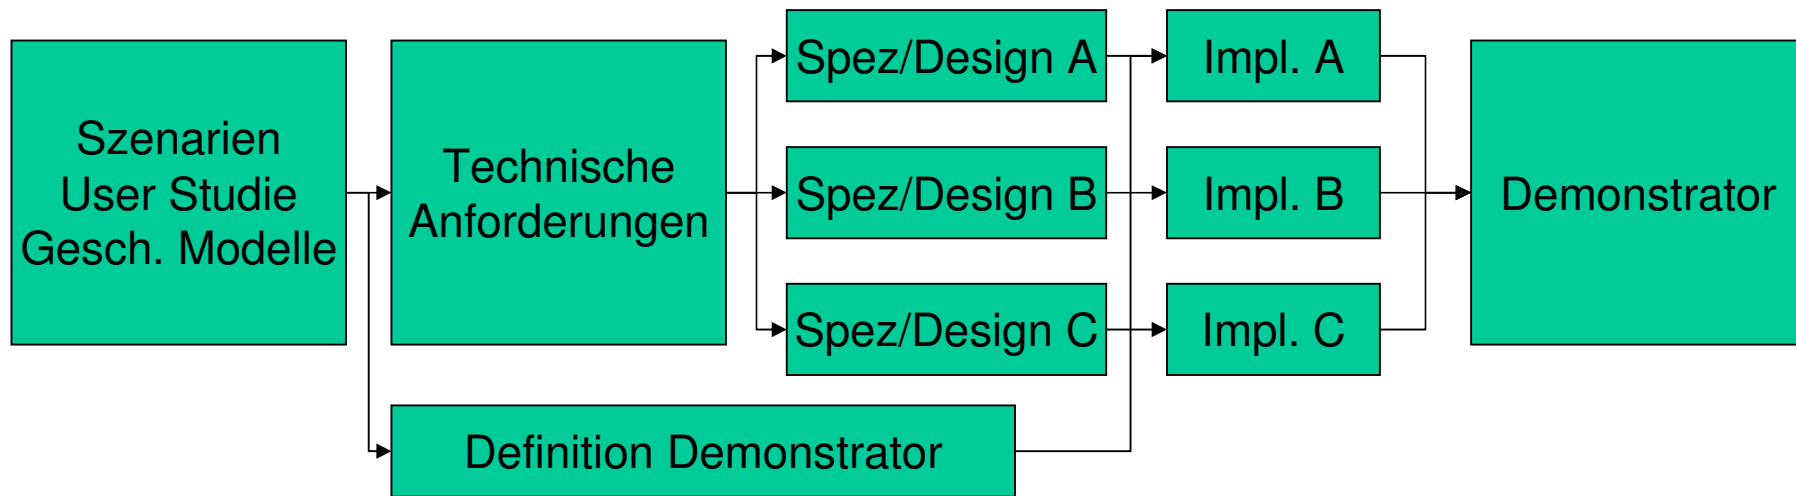 Szenarien
User Studie
Gesch. Modelle
Technische
Anforderungen
Spez/Design A
Impl. A
Spez/Design B
Impl. B
Spez/Design C
Impl. C
Demonstrator
Definition Demonstrator